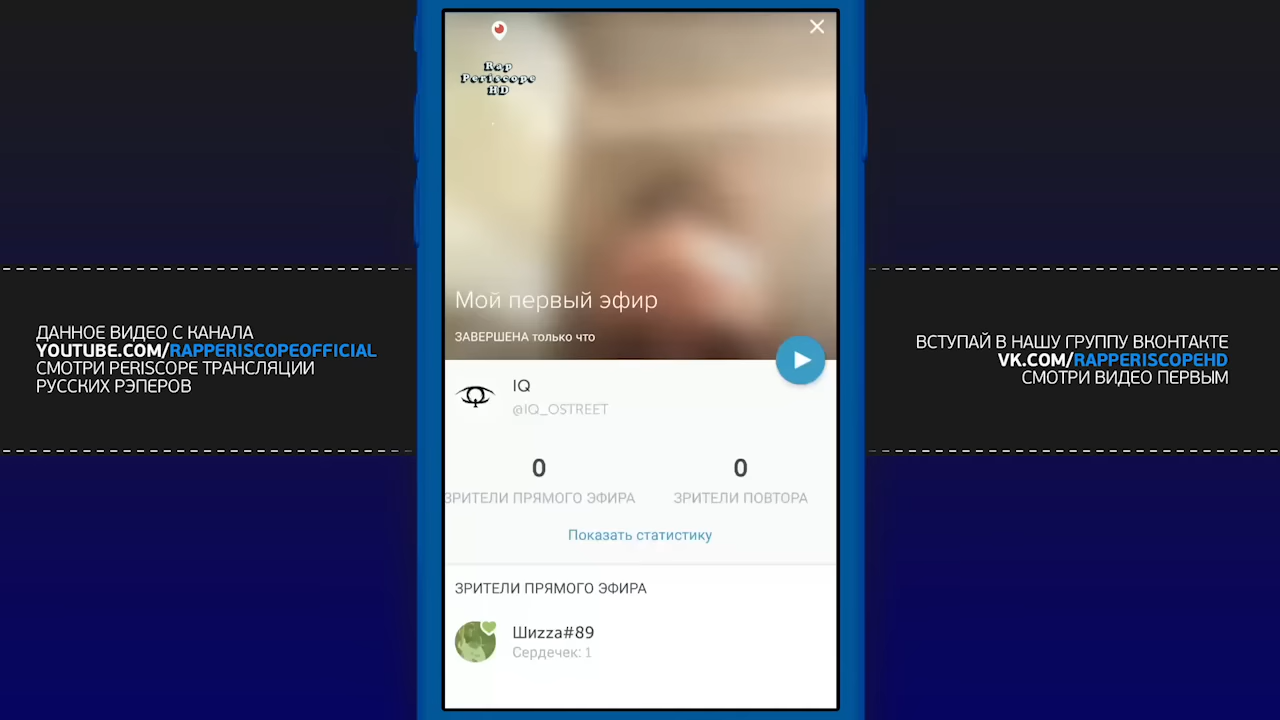 Rap
Periscope
HD
Мой первый эфир
ЗАВЕРШЕНА только что
ДАННОЕ ВИДЕО С КАНАЛА
YOUTUBE.COM/RAPPERISCOPEOFFICIAL
СМОТРИ PERISCOPE ТРАНСЛЯЦИИ
РУССКИХ РЭПЕРОВ
ВСТУПАЙ В НАШУ ГРУППУ ВКОНТАКТЕ
VK.COM/RAPPERISCOPEHD
СМОТРИ ВИДЕО ПЕРВЫМ
IQ
@IQ_OSTREET
0
0
ЗРИТЕЛИ ПРЯМОГО ЭФИРА
ЗРИТЕЛИ ПОВТОРА
Показать статистику
ЗРИТЕЛИ ПРЯМОГО ЭФИРА
Шиzzа#89
Сердечек: 1